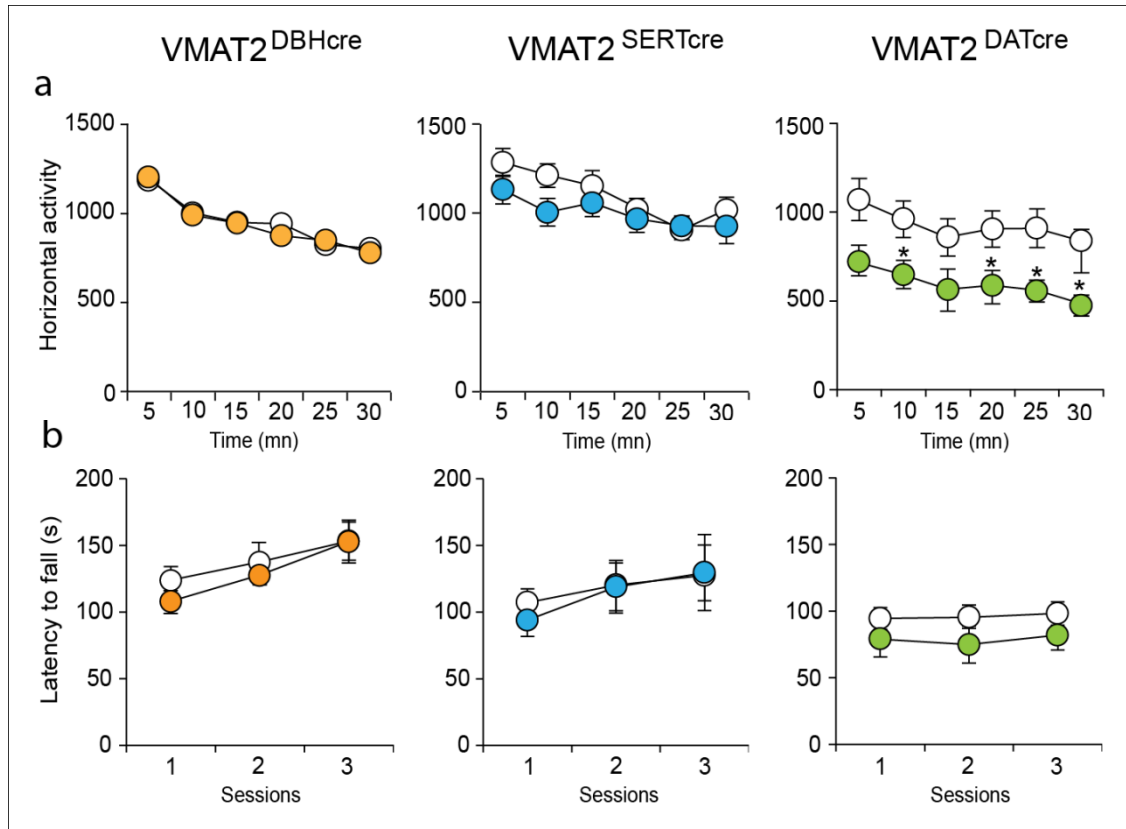 VMAT2 DBHcre
VMAT2 SERTcre
VMAT2 DATcre
a
Horizontal activity
1500
1000
500
0
5 10 15 20 25 30
Time (mn)
1500
1000
500
0
5 10 15 20 25 30
Time (mn)
1500
1000
500
0
* * * *
5 10 15 20 25 30
Time (mn)
b
Latency to fall (s)
200
150
100
50
0
1 2 3
Sessions
200
150
100
50
0
1 2 3
Sessions
200
150
100
50
0
1 2 3
Sessions